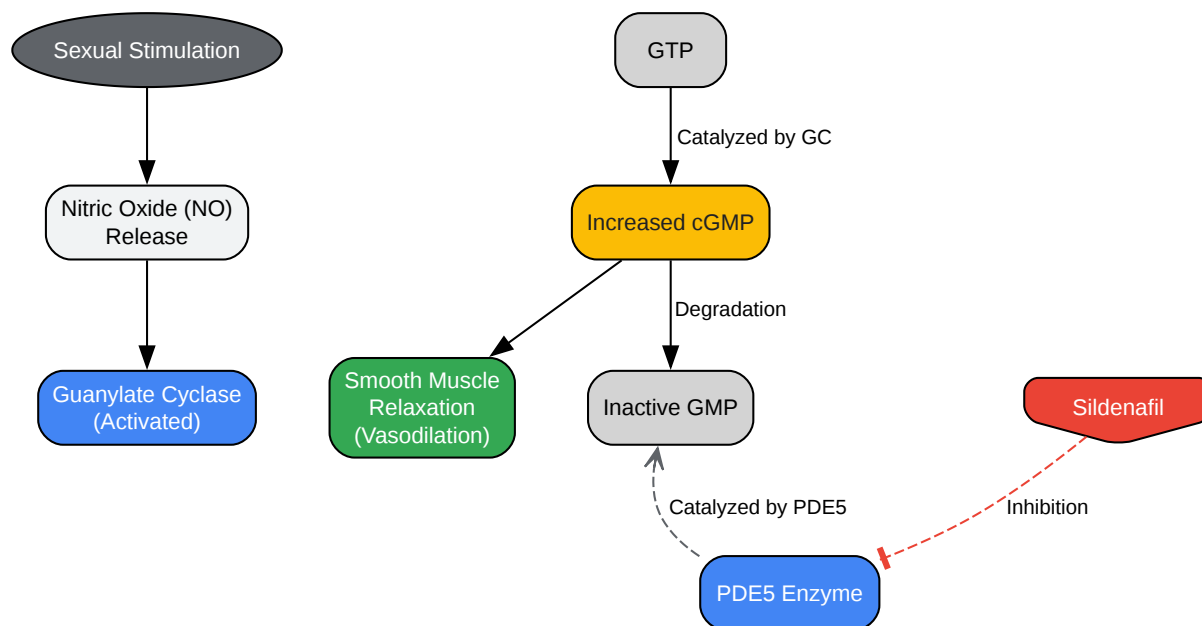 Sexual Stimulation
GTP
Catalyzed by GC
Nitric Oxide (NO)
Release
Increased cGMP
Degradation
Guanylate Cyclase
(Activated)
Smooth Muscle
Relaxation
(Vasodilation)
Inactive GMP
Sildenafil
Catalyzed by PDE5
Inhibition
PDE5 Enzyme